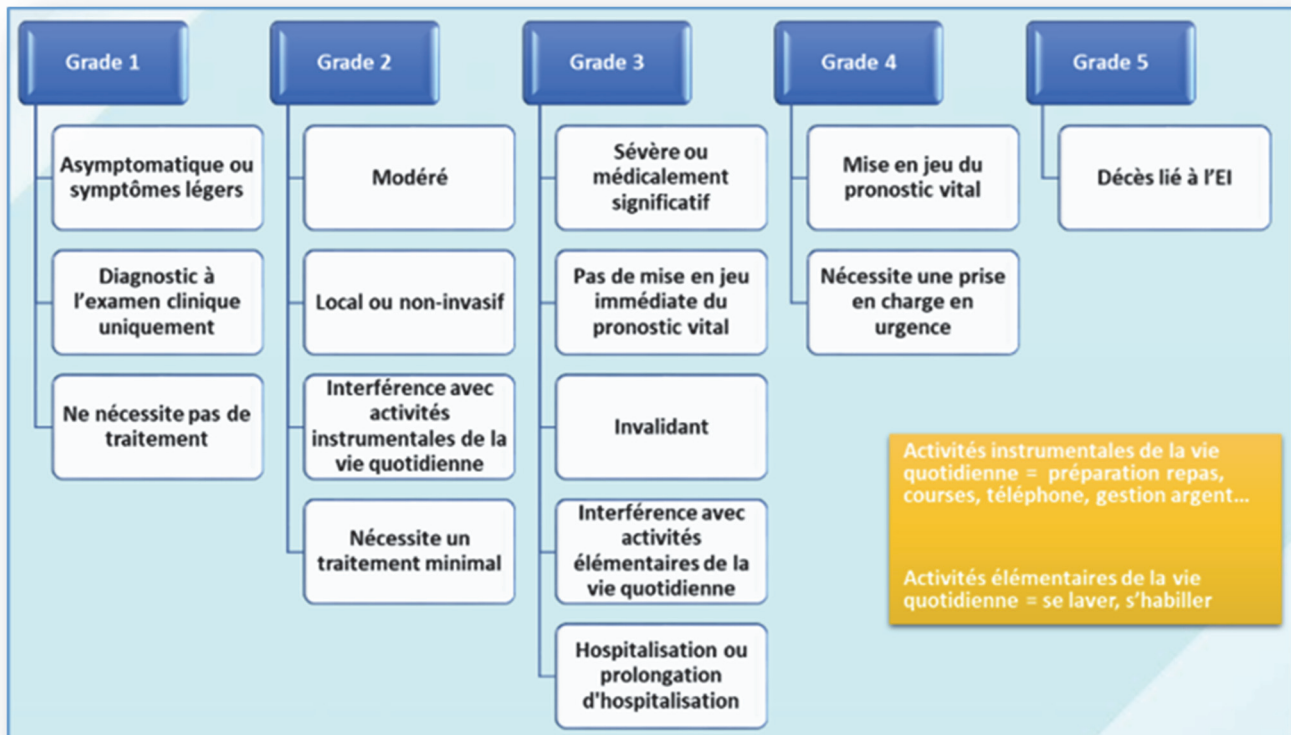 Grade 1
Asymptomatique ou
symptômes légers
Diagnostic à
l'examen clinique
uniquement
Ne nécessite pas de
traitement
Grade 2
Modéré
Local ou non-invasif
Interférence avec
activités
instrumentales de la
vie quotidienne
Nécessite un
traitement minimal
Grade 3
Sévère ou
médicalement
significatif
Pas de mise en jeu
immédiate du
pronostic vital
Invalidant
Interférence avec
activités
élémentaires de la
vie quotidienne
Hospitalisation ou
prolongation
d'hospitalisation
Grade 4
Mise en jeu du
pronostic vital
Nécessite une prise
en charge en
urgence
Grade 5
Décès lié à l'EI
Activités instrumentales de la vie
quotidienne = préparation repas,
courses, téléphone, gestion argent...
Activités élémentaires de la vie
quotidienne = se laver, s'habiller